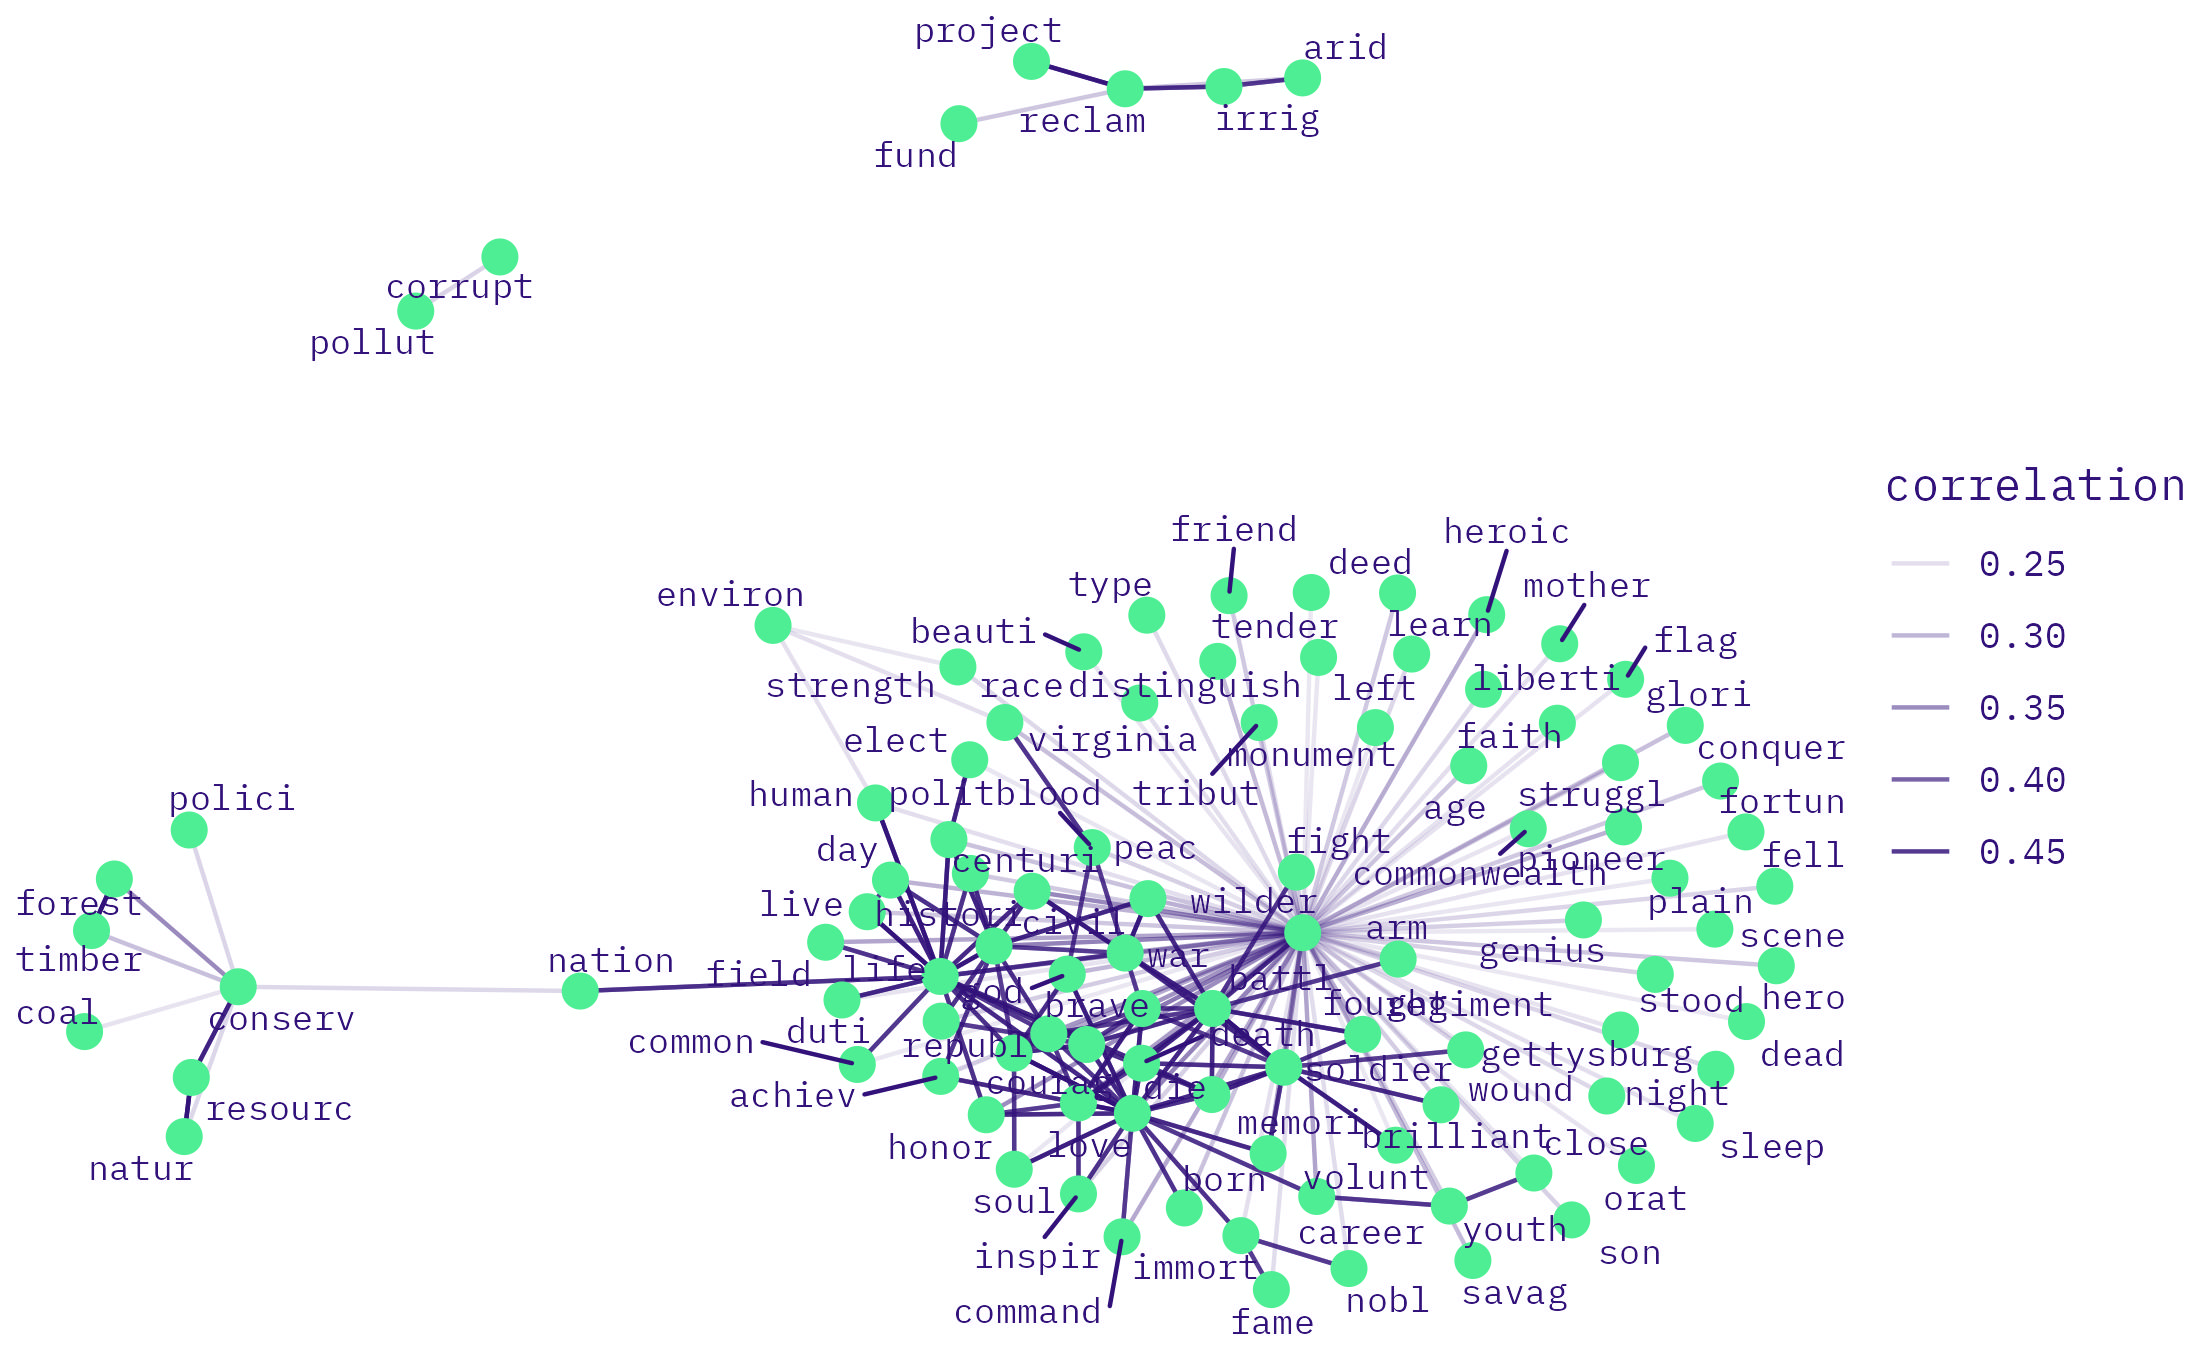 project
arid
reclam
irrig
fund
corrupt
pollut
correlation
0.25
0.30
0.35
0.40
0.45
friend
heroic
deed
mother
type
environ
tender
learn
beauti
flag
strength
race
distinguish
left
liberti
glori
elect
virginia
monument
faith
conquer
human
polit
blood
tribut
age
struggl
fortun
polici
day
centuri
peac
fight
commonwealth
pioneer
fell
forest
live
histori
civil
wilder
arm
plain
scene
timber
nation
field
life
god
war
battl
genius
stood
hero
coal
conserv
common
duti
republ
brave
death
fought
regiment
gettysburg
dead
resourc
achiev
courag
die
soldier
wound
night
natur
honor
love
memori
brilliant
close
sleep
soul
born
volunt
orat
inspir
immort
career
youth
son
command
fame
nobl
savag